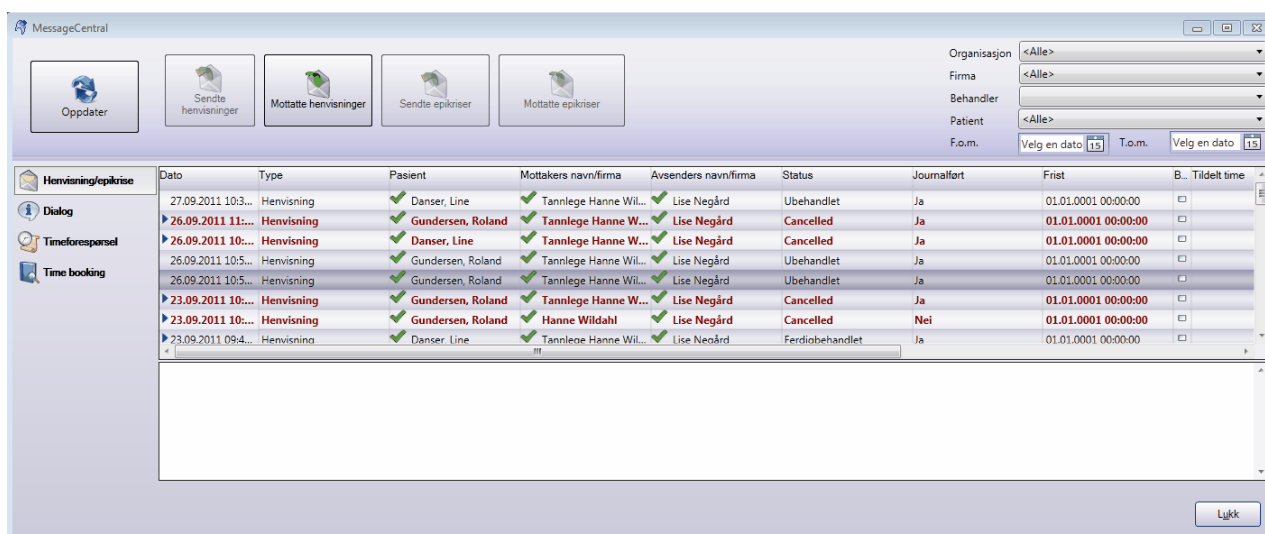 MessageCentral
Oppdater
Sendte henvisninger
Mottatte henvisninger
Sendte epikriser
Mottatte epikriser
Organisasjon <Alle>
Firma <Alle>
Behandler
Patient <Alle>
F.o.m. Velg en dato 15 T.o.m. Velg en dato 15
Henvisning/epikrise
Dialog
Timeforespørsel
Time booking
Dato Type Pasient Mottakers navn/firma Avsenders navn/firma Status Journalført Frist B... Tildelt time
27.09.2011 10:3... Henvisning Danser, Line Tannlege Hanne Wil... Lise Negård Ubehandlet Ja 01.01.0001 00:00:00
26.09.2011 11:... Henvisning Gundersen, Roland Tannlege Hanne W... Lise Negård Cancelled Ja 01.01.0001 00:00:00
26.09.2011 10:... Henvisning Danser, Line Tannlege Hanne W... Lise Negård Cancelled Ja 01.01.0001 00:00:00
26.09.2011 10:5... Henvisning Gundersen, Roland Tannlege Hanne Wil... Lise Negård Ubehandlet Ja 01.01.0001 00:00:00
26.09.2011 10:5... Henvisning Gundersen, Roland Tannlege Hanne Wil... Lise Negård Ubehandlet Ja 01.01.0001 00:00:00
23.09.2011 10:... Henvisning Gundersen, Roland Tannlege Hanne W... Lise Negård Cancelled Ja 01.01.0001 00:00:00
23.09.2011 10:... Henvisning Gundersen, Roland Hanne Wildahl Lise Negård Cancelled Nei 01.01.0001 00:00:00
23.09.2011 09:4... Henvisning Danser, Line Tannlege Hanne Wil... Lise Negård Ferdigbehandlet Ja 01.01.0001 00:00:00
Lukk